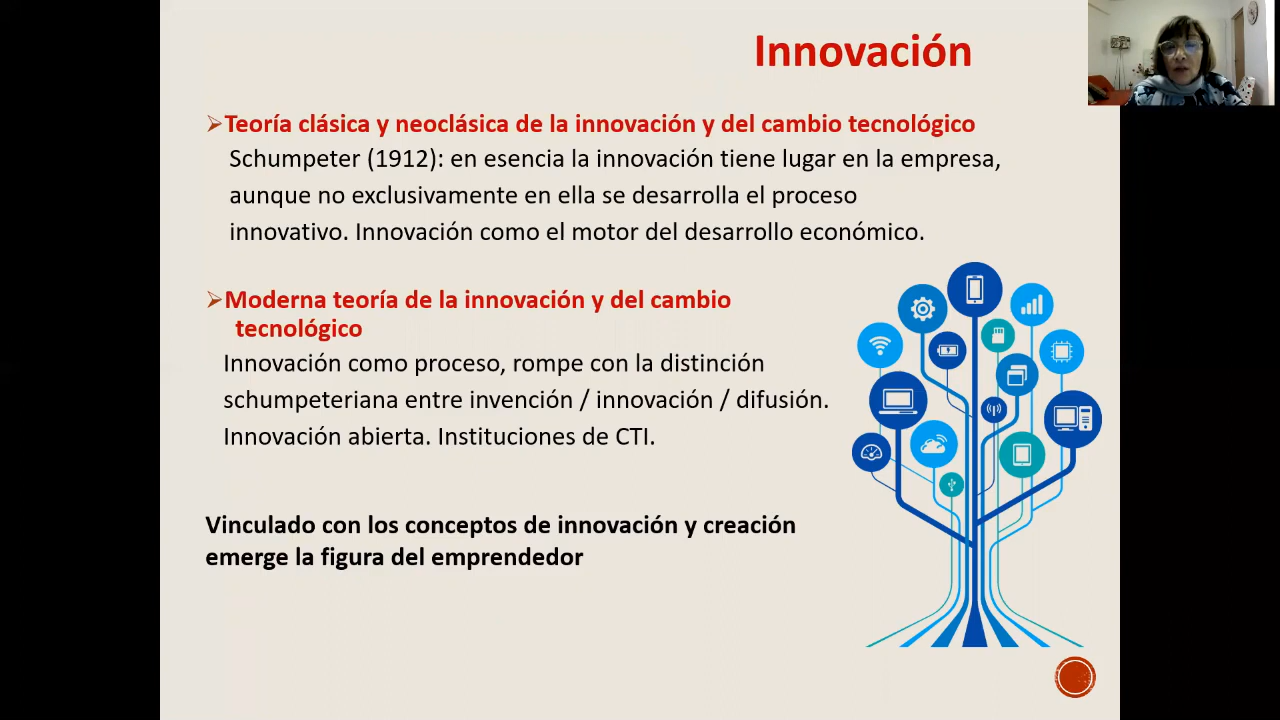 Innovación
Teoría clásica y neoclásica de la innovación y del cambio tecnológico
Schumpeter (1912): en esencia la innovación tiene lugar en la empresa,
aunque no exclusivamente en ella se desarrolla el proceso
innovativo. Innovación como el motor del desarrollo económico.
Moderna teoría de la innovación y del cambio
tecnológico
Innovación como proceso, rompe con la distinción
schumpeteriana entre invención / innovación / difusión.
Innovación abierta. Instituciones de CTI.
Vinculado con los conceptos de innovación y creación
emerge la figura del emprendedor